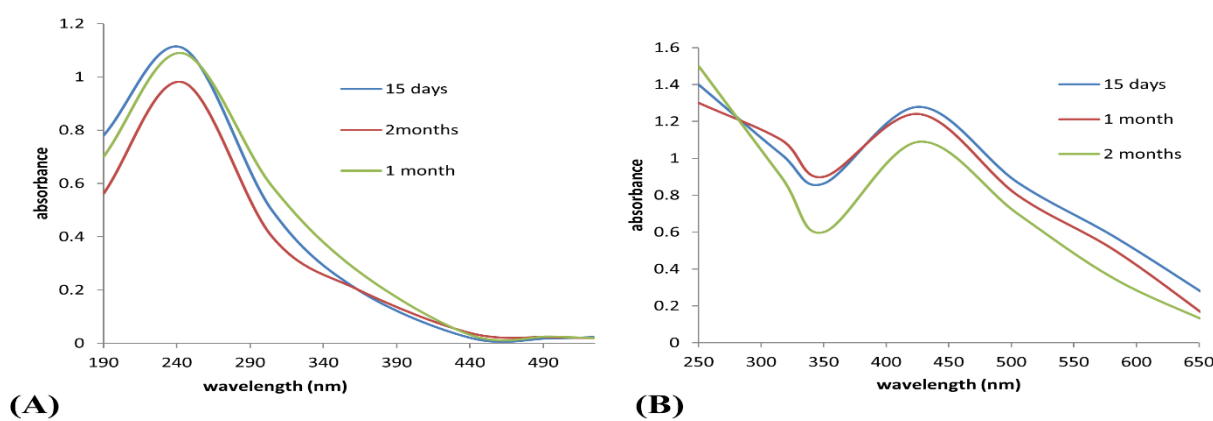 1.2
1
0.8
0.6
0.4
0.2
0
absorbance
190 240 290 340 390 440 490
wavelength (nm)
15 days
2months
1 month
(A)
1.6
1.4
1.2
1
0.8
0.6
0.4
0.2
0
absorbance
250 300 350 400 450 500 550 600 650
wavelength (nm)
15 days
1 month
2 months
(B)